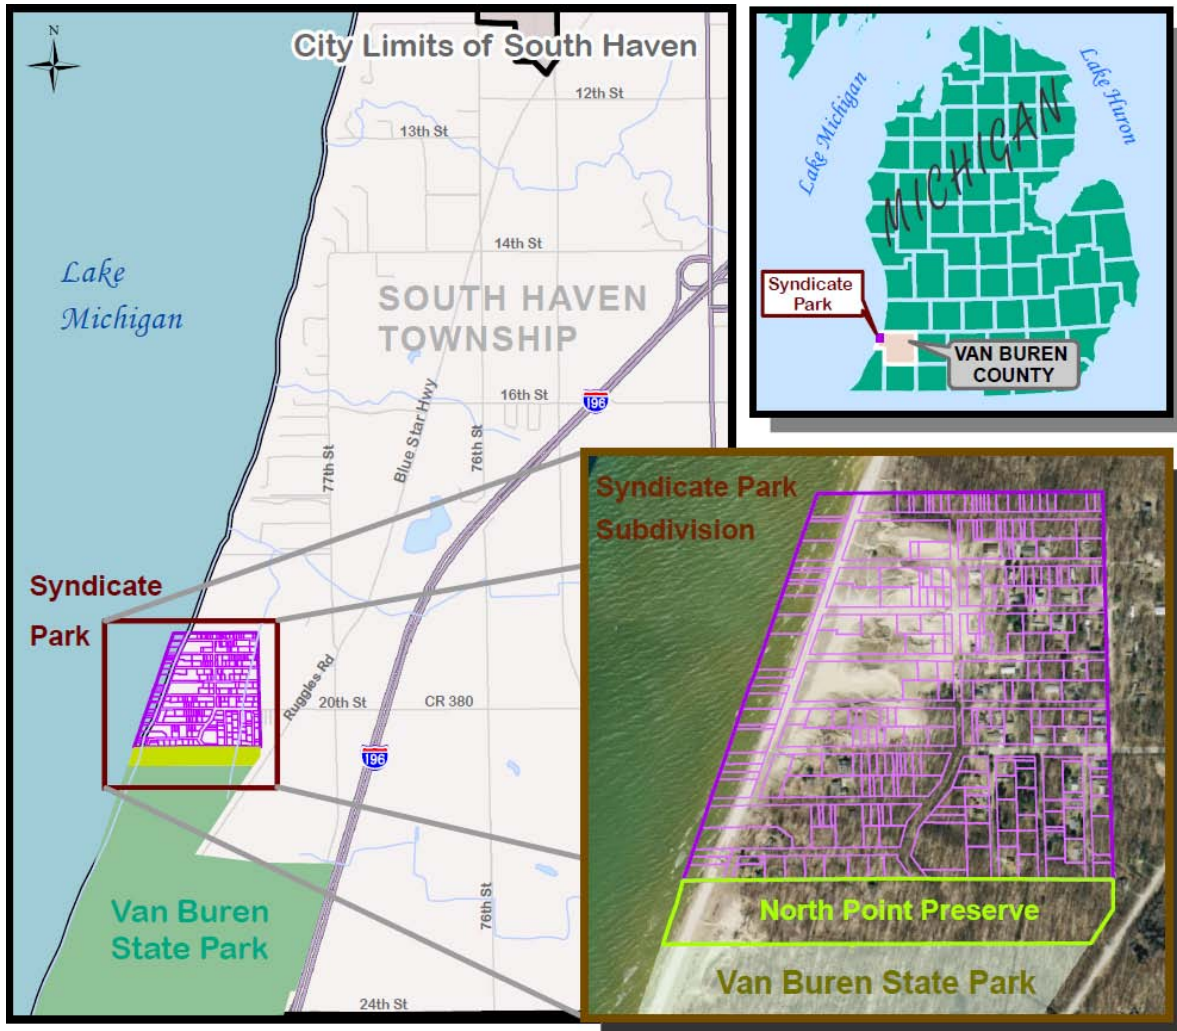 N
City Limits of South Haven
12th St
13th St
14th St
Lake
Michigan
SOUTH HAVEN
TOWNSHIP
16th St
196
Blue Star Hwy
77th St
76th St
Syndicate
Park
Ruggles Rd
20th St
CR 380
196
Van Buren
State Park
76th St
24th St
Lake Michigan
Lake Huron
MICHIGAN
Syndicate
Park
VAN BUREN
COUNTY
Syndicate Park
Subdivision
North Point Preserve
Van Buren State Park